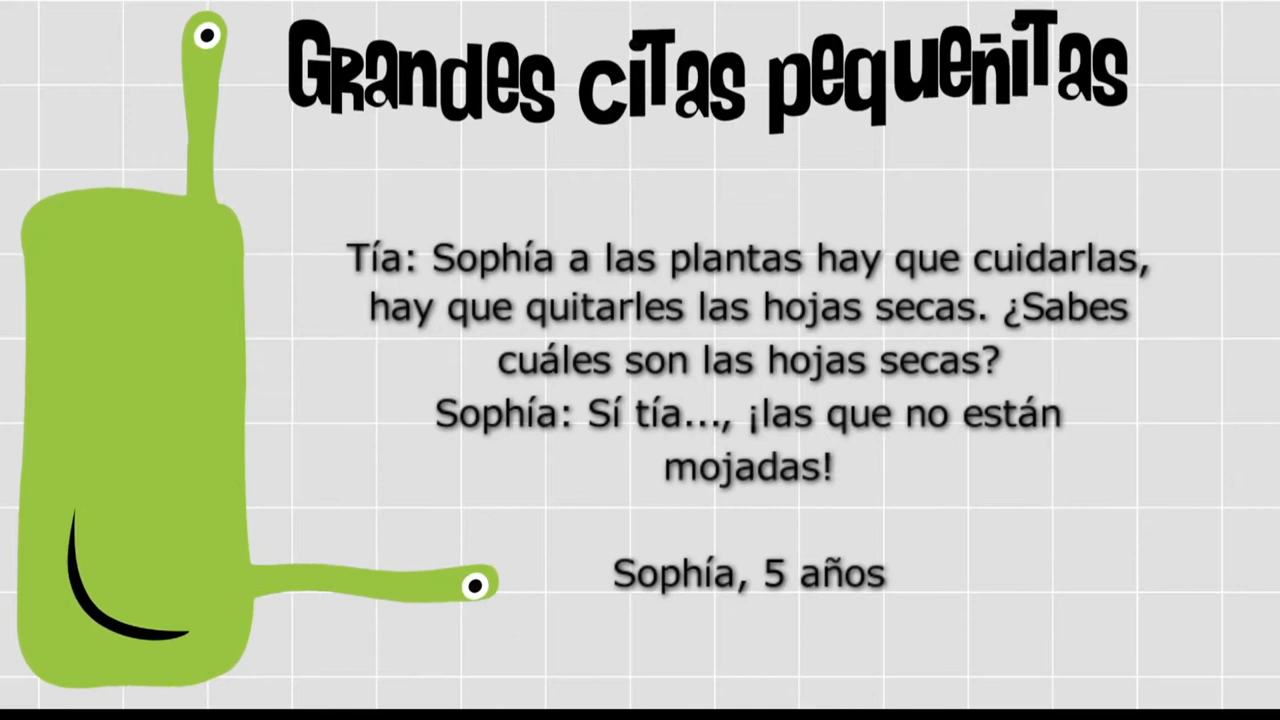 Grandes citas pequeñitas
Tía: Sophía a las plantas hay que cuidarlas,
hay que quitarles las hojas secas. ¿Sabes
cuáles son las hojas secas?
Sophía: Sí tía..., ¡las que no están
mojadas!
Sophía, 5 años